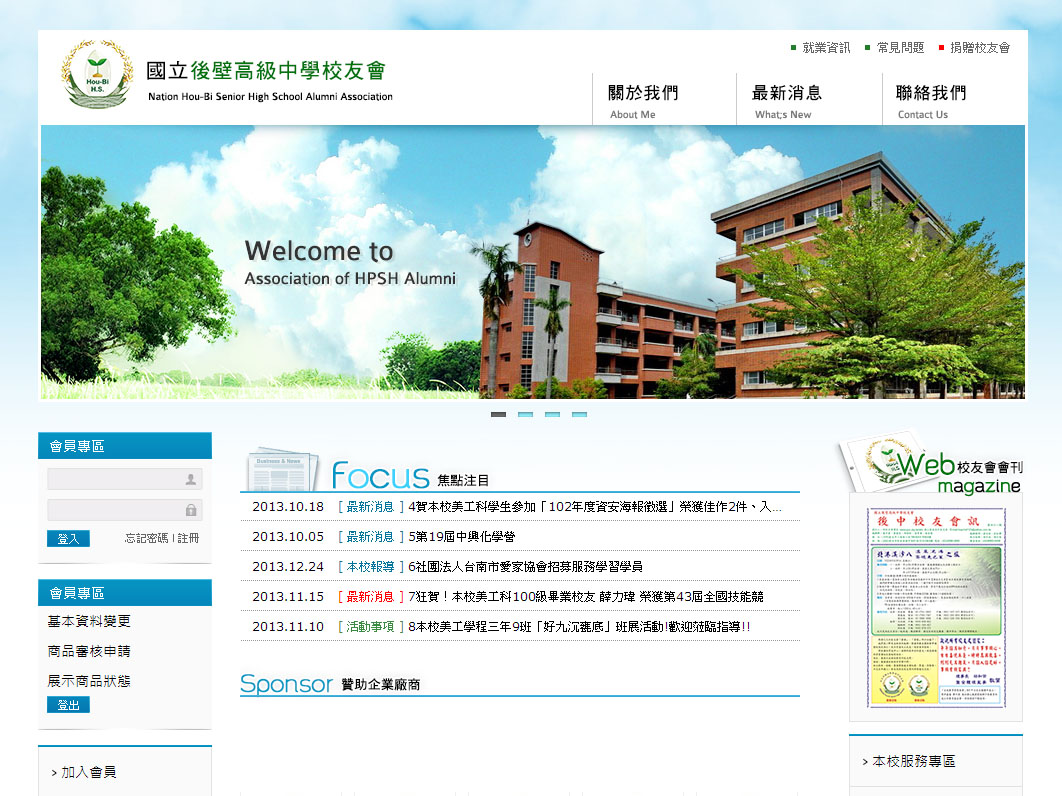 就業資訊 常見問題 捐贈校友會
Hou-Bi
H.S.
國立後壁高級中學校友會
Nation Hou-Bi Senior High School Alumni Association
關於我們 最新消息 聯絡我們
About Me What;s New Contact Us
Welcome to
Association of HPSH Alumni
會員專區
登入 忘記密碼 | 註冊
會員專區
基本資料變更
商品審核申請
展示商品狀態
登出
> 加入會員
Business & News
Focus 焦點注目
2013.10.18 [ 最新消息 ] 4賀本校美工科學生參加「102年度資安海報徵選」榮獲佳作2件、入...
2013.10.05 [ 最新消息 ] 5第19屆中興化學營
2013.12.24 [ 本校報導 ] 6社團法人台南市愛家協會招募服務學習學員
2013.11.15 [ 最新消息 ] 7狂賀！本校美工科100級畢業校友 薛力瑋 榮獲第43屆全國技能競
2013.11.10 [ 活動事項 ] 8本校美工學程三年9班「好九沉甕底」班展活動!歡迎蒞臨指導!!
Sponsor 贊助企業廠商
Web 校友會會刊
magazine
後中校友會訊
> 本校服務專區